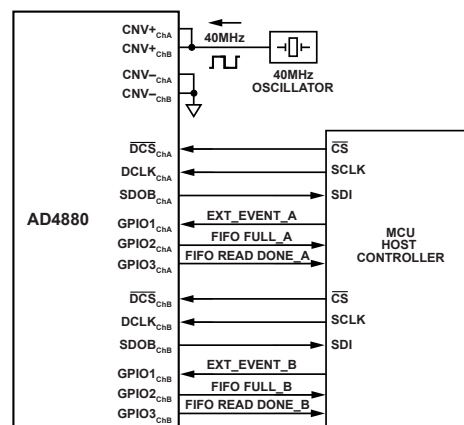 CNV+ChA
CNV+ChB
40MHz
CNV–ChA
CNV–ChB
40MHz
OSCILLATOR
DCSChA
CS
DCLKChA
SCLK
SDOBChA
SDI
AD4880
GPIO1ChA
EXT_EVENT_A
GPIO2ChA
FIFO FULL_A
GPIO3ChA
FIFO READ DONE_A
MCU
HOST
CONTROLLER
DCSChB
CS
DCLKChB
SCLK
SDOBChB
SDI
GPIO1ChB
EXT_EVENT_B
GPIO2ChB
FIFO FULL_B
GPIO3ChB
FIFO READ DONE_B